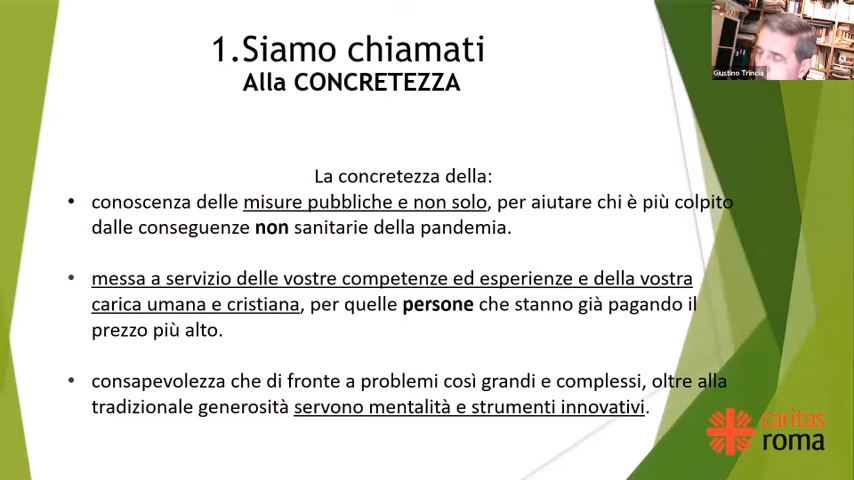 1.Siamo chiamati
Alla CONCRETEZZA
Giustino Trincia
La concretezza della:
• conoscenza delle misure pubbliche e non solo, per aiutare chi è più colpito
dalle conseguenze non sanitarie della pandemia.
• messa a servizio delle vostre competenze ed esperienze e della vostra
carica umana e cristiana, per quelle persone che stanno già pagando il
prezzo più alto.
• consapevolezza che di fronte a problemi così grandi e complessi, oltre alla
tradizionale generosità servono mentalità e strumenti innovativi.
caritas
roma